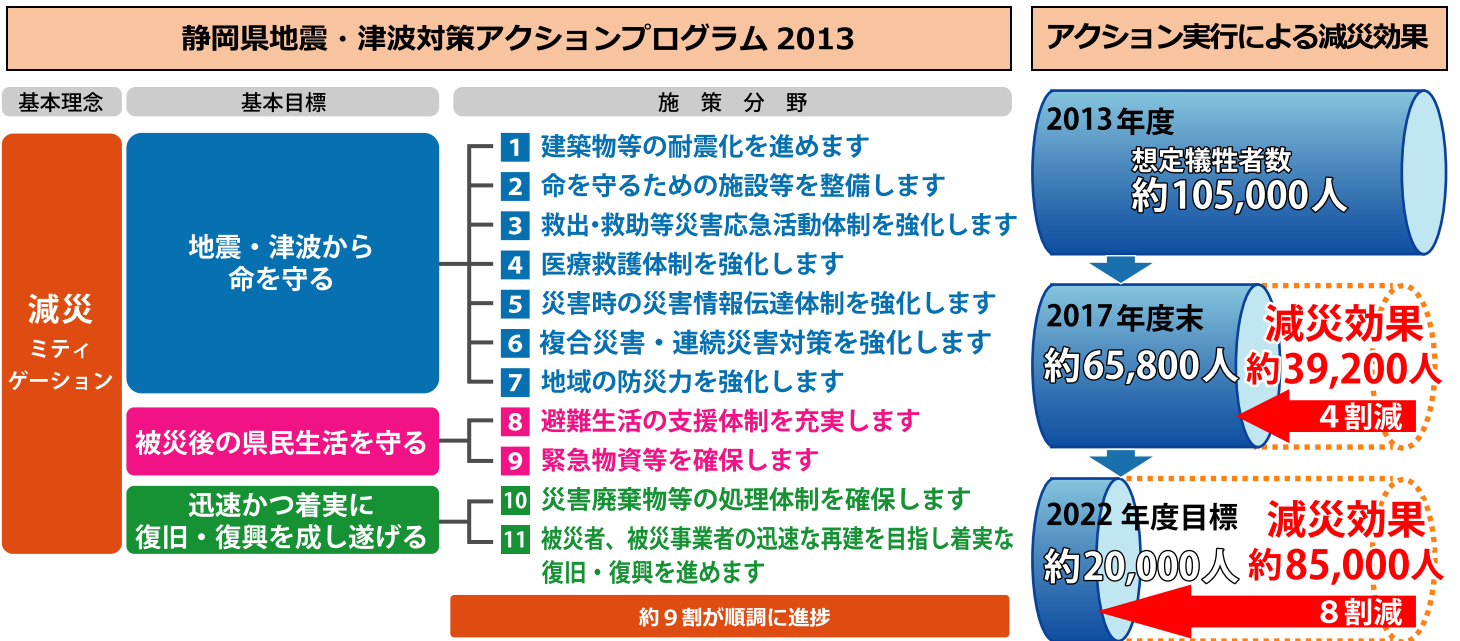 静岡県地震・津波対策アクションプログラム 2013
基本理念
基本目標
施策分野
減災
ミティ
ゲーション
地震・津波から
命を守る
1 建築物等の耐震化を進めます
2 命を守るための施設等を整備します
3 救出・救助等災害応急活動体制を強化します
4 医療救護体制を強化します
5 災害時の災害情報伝達体制を強化します
6 複合災害・連続災害対策を強化します
7 地域の防災力を強化します
被災後の県民生活を守る
8 避難生活の支援体制を充実します
9 緊急物資等を確保します
迅速かつ着実に
復旧・復興を成し遂げる
10 災害廃棄物等の処理体制を確保します
11 被災者、被災事業者の迅速な再建を目指し着実な
復旧・復興を進めます
約9割が順調に進捗
アクション実行による減災効果
2013年度
想定犠牲者数
約105,000人
2017年度末
約65,800人
減災効果
約39,200人
4割減
2022年度目標
約20,000人
減災効果
約85,000人
8割減